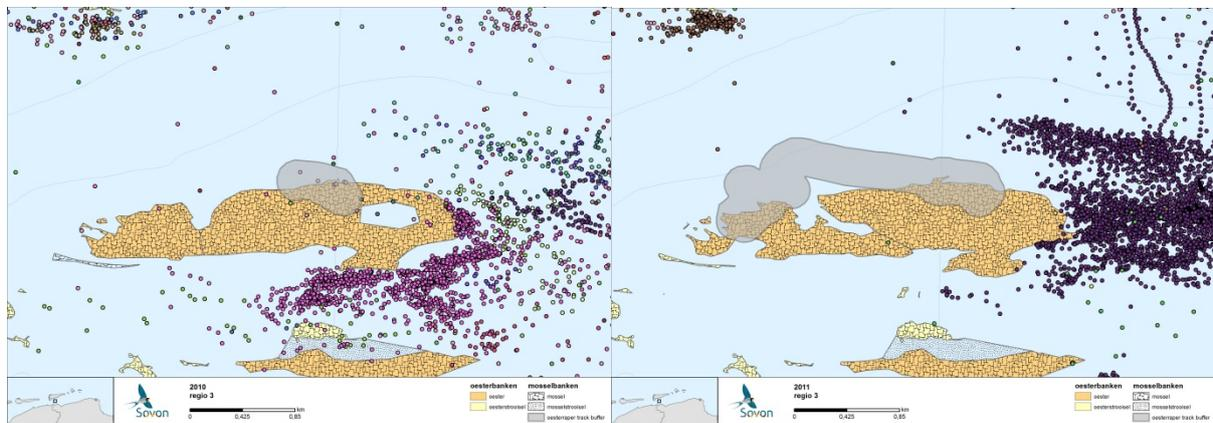 2010
regio 3
Sovon
0 0,425 0,85 km
oesterbanken
oester
oesterstrooisel
mosselbanken
mossel
mosselstrooisel
oesterraper track buffer
2011
regio 3
Sovon
0 0,425 0,85 km
oesterbanken
oester
oesterstrooisel
mosselbanken
mossel
mosselstrooisel
oesterraper track buffer